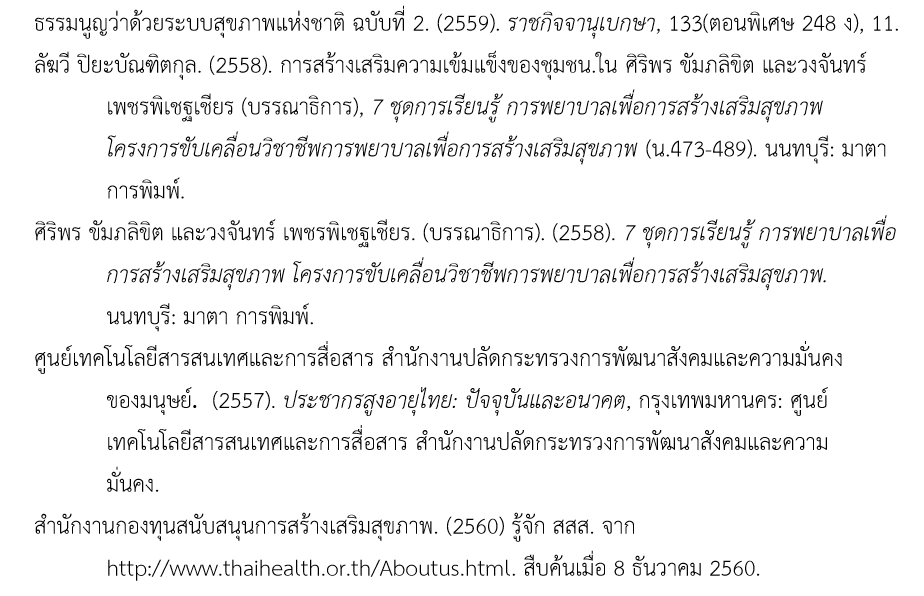 ธรรมนูญว่าด้วยระบบสุขภาพแห่งชาติ ฉบับที่ 2. (2559). ราชกิจจานุเบกษา, 133(ตอนพิเศษ 248 ง), 11.
ลัฆวี ปิยะบัณฑิตกุล. (2558). การสร้างเสริมความเข้มแข็งของชุมชน.ใน ศิริพร ขัมภลิขิต และวงจันทร์
เพชรพิเชฐเชียร (บรรณาธิการ), 7 ชุดการเรียนรู้ การพยาบาลเพื่อการสร้างเสริมสุขภาพ
โครงการขับเคลื่อนวิชาชีพการพยาบาลเพื่อการสร้างเสริมสุขภาพ (น.473-489). นนทบุรี: มาตา
การพิมพ์.
ศิริพร ขัมภลิขิต และวงจันทร์ เพชรพิเชฐเชียร. (บรรณาธิการ). (2558). 7 ชุดการเรียนรู้ การพยาบาลเพื่อ
การสร้างเสริมสุขภาพ โครงการขับเคลื่อนวิชาชีพการพยาบาลเพื่อการสร้างเสริมสุขภาพ.
นนทบุรี: มาตา การพิมพ์.
ศูนย์เทคโนโลยีสารสนเทศและการสื่อสาร สำนักงานปลัดกระทรวงการพัฒนาสังคมและความมั่นคง
ของมนุษย์. (2557). ประชากรสูงอายุไทย: ปัจจุบันและอนาคต, กรุงเทพมหานคร: ศูนย์
เทคโนโลยีสารสนเทศและการสื่อสาร สำนักงานปลัดกระทรวงการพัฒนาสังคมและความ
มั่นคง.
สำนักงานกองทุนสนับสนุนการสร้างเสริมสุขภาพ. (2560) รู้จัก สสส. จาก
http://www.thaihealth.or.th/Aboutus.html. สืบค้นเมื่อ 8 ธันวาคม 2560.